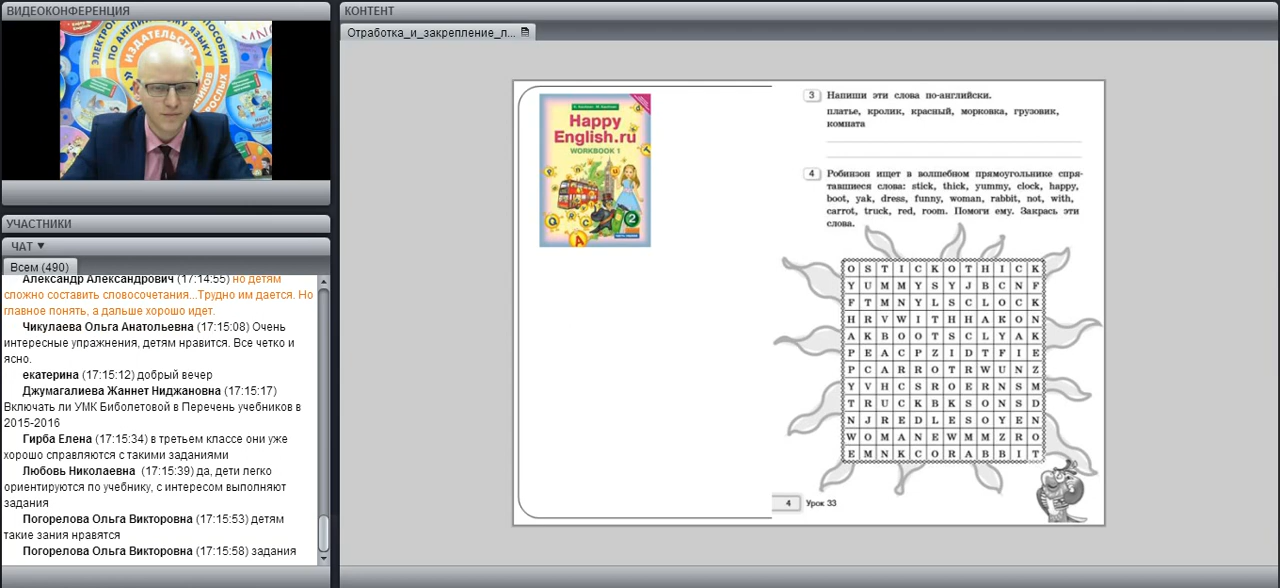 ВИДЕОКОНФЕРЕНЦИЯ
ЭЛЕКТРОН
ПО АНГЛИЙСКОМУ ЯЗЫКУ
ПОСОБИЯ
ИЗДАТЕЛЬСТВА
УЧАСТНИКИ
ЧАТ
Всем (490)
Александр Александрович (17:14:55) но детям
сложно составить словосочетания...Трудно им дается. Но
главное понять, а дальше хорошо идет.
Чикулаева Ольга Анатольевна (17:15:08) Очень
интересные упражнения, детям нравится. Все четко и
ясно.
екатерина (17:15:12) добрый вечер
Джумагалиева Жаннет Ниджановна (17:15:17)
Включать ли УМК Биболетовой в Перечень учебников в
2015-2016
Гирба Елена (17:15:34) в третьем классе они уже
хорошо справляются с такими заданиями
Любовь Николаевна (17:15:39) да, дети легко
ориентируются по учебнику, с интересом выполняют
задания
Погорелова Ольга Викторовна (17:15:53) детям
такие зания нравятся
Погорелова Ольга Викторовна (17:15:58) задания
КОНТЕНТ
Отработка_и_закрепление_л...
Happy
English.ru
WORKBOOK 1
2
3 Напиши эти слова по-английски.
платье, кролик, красный, морковка, грузовик,
комната
4 Робинзон ищет в волшебном прямоугольнике спря-
тавшиеся слова: stick, thick, yummy, clock, happy,
boot, yak, dress, funny, woman, rabbit, not, with,
carrot, truck, red, room. Помоги ему. Закрась эти
слова.
O S T I C K O T H I C K
Y U M M Y S Y J B C N F
F T M N Y L S C L O C K
H R V W I T H H A K O N
A K B O O T S C L Y A K
P E A C P Z I D T F I E
P C A R R O T R W U N Z
Y V H C S R O E R N S M
T R U C K B K S O N S D
N J R E D L E S O Y E N
W O M A N E W M M Z R O
E M N K C O R A B B I T
4 Урок 33